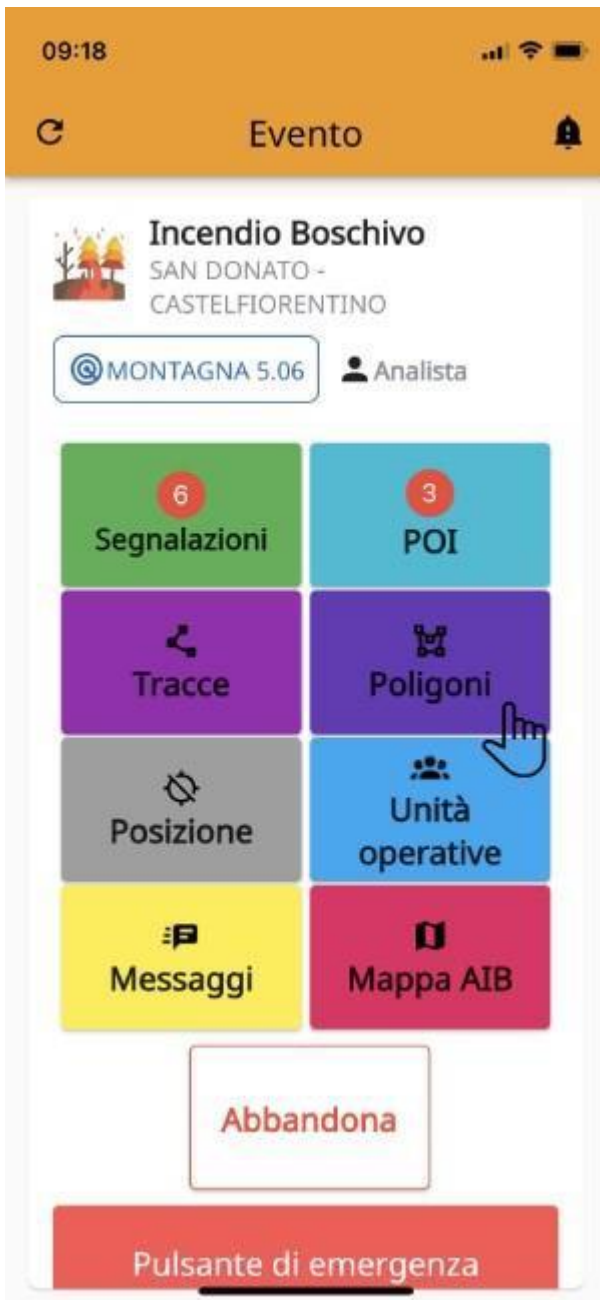 09:18
Evento
Incendio Boschivo
SAN DONATO -
CASTELFIORENTINO
MONTAGNA 5.06
Analista
6
Segnalazioni
3
POI
Tracce
Poligoni
Posizione
Unità
operative
Messaggi
Mappa AIB
Abbandona
Pulsante di emergenza